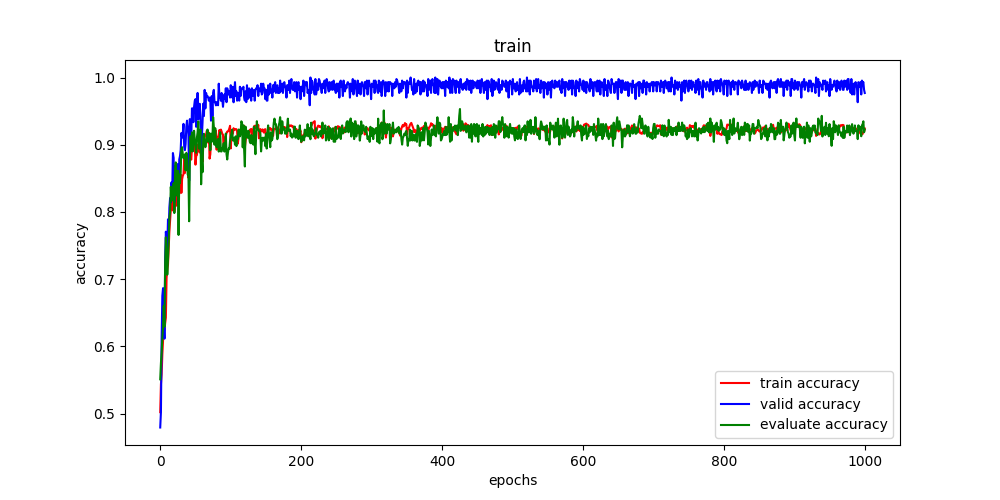 train
1.0
0.9
0.8
0.7
0.6
0.5
accuracy
0 200 400 600 800 1000
epochs
train accuracy
valid accuracy
evaluate accuracy